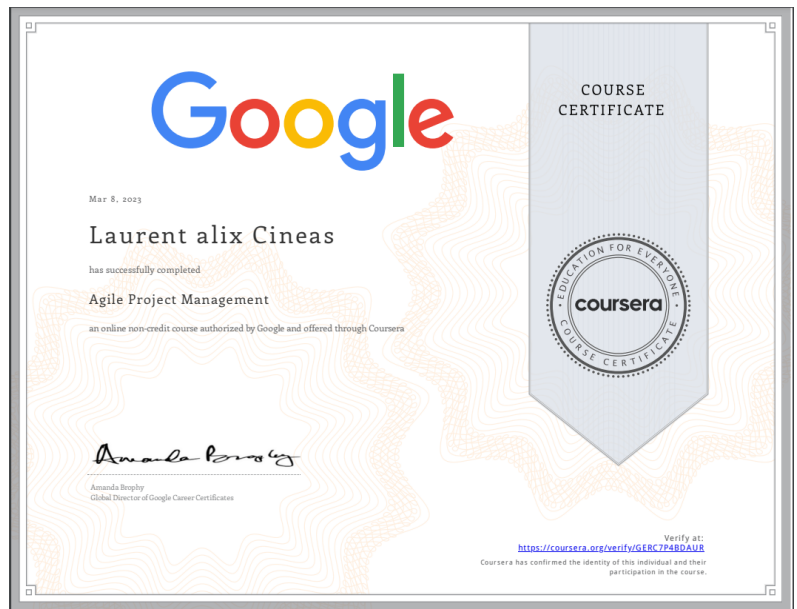 Google
COURSE
CERTIFICATE
Mar 8, 2023
Laurent alix Cineas
has successfully completed
Agile Project Management
an online non-credit course authorized by Google and offered through Coursera
EDUCATION FOR EVERYONE
coursera
COURSE CERTIFICATE
Amanda Brophy
Amanda Brophy
Global Director of Google Career Certificates
Verify at:
https://coursera.org/verify/GERC7P4BDAUR
Coursera has confirmed the identity of this individual and their
participation in the course.